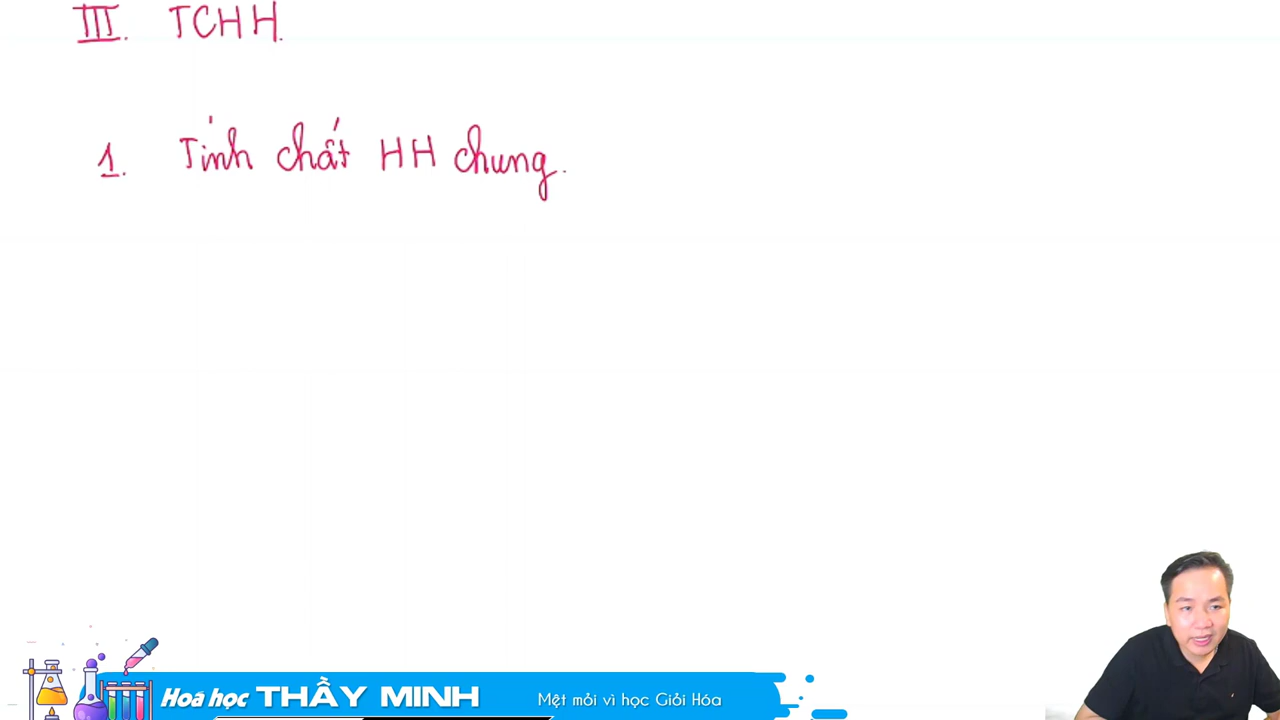 III. TCHH.
1. Tính chất HH chung.
Hoá học THẦY MINH
Mệt mỏi vì học Giỏi Hóa